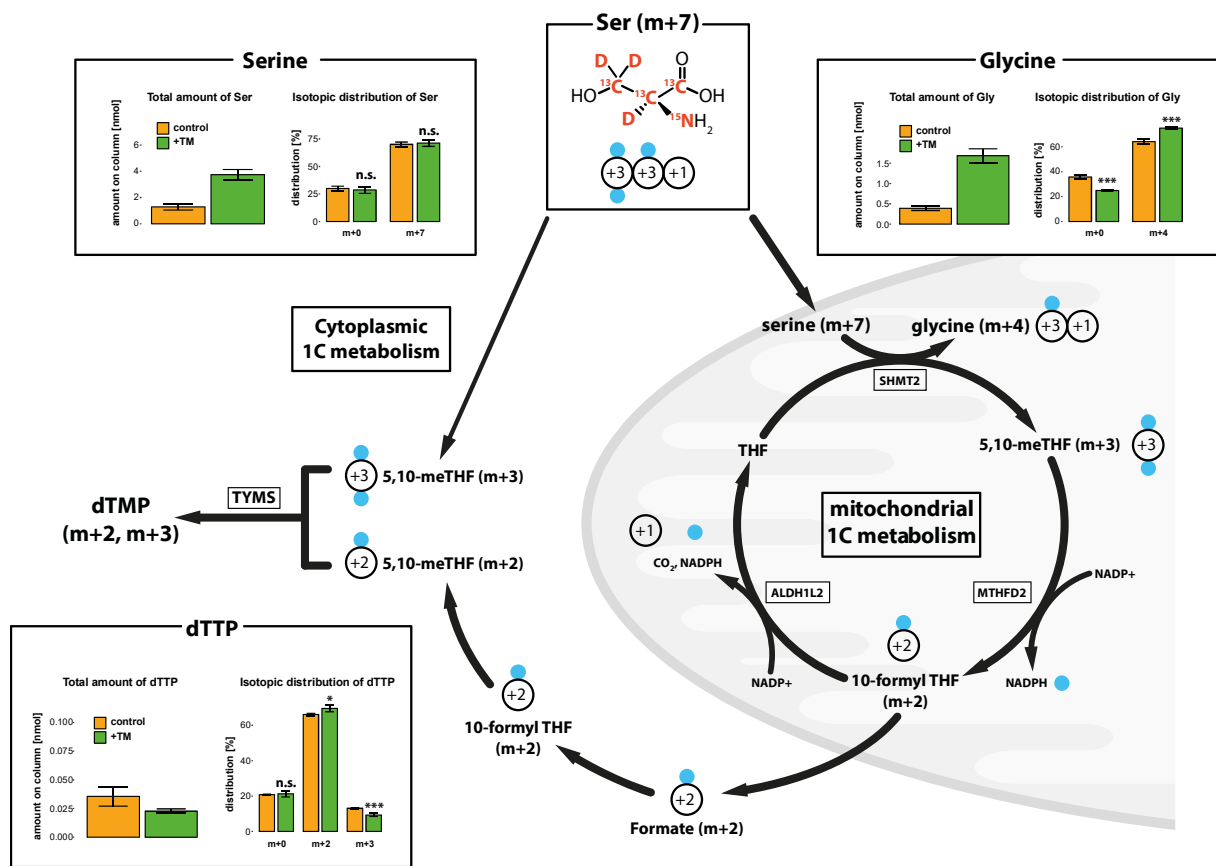 Ser (m+7)
D D
13C 13C 13C O
HO OH
D 15NH2
+3 +3 +1
Serine
Total amount of Ser
Isotopic distribution of Ser
control
+TM
amount on column [nmol]
6
4
2
0
distribution [%]
75
50
25
0
n.s.
n.s.
m+0 m+7
Glycine
Total amount of Gly
Isotopic distribution of Gly
control
+TM
amount on column [nmol]
1.5
1.0
0.5
0.0
distribution [%]
60
40
20
0
***
***
m+0 m+4
Cytoplasmic
1C metabolism
serine (m+7)
glycine (m+4)
+3 +1
SHMT2
THF
5,10-meTHF (m+3)
+3
mitochondrial
1C metabolism
+1
CO2, NADPH
ALDH1L2
MTHFD2
NADP+
NADP+
NADPH
+2
10-formyl THF
(m+2)
+3
5,10-meTHF (m+3)
TYMS
dTMP
(m+2, m+3)
+2
5,10-meTHF (m+2)
+2
10-formyl THF
(m+2)
+2
Formate (m+2)
dTTP
Total amount of dTTP
Isotopic distribution of dTTP
control
+TM
amount on column [nmol]
0.100
0.075
0.050
0.025
0.000
distribution [%]
60
40
20
0
n.s.
*
***
m+0 m+2 m+3